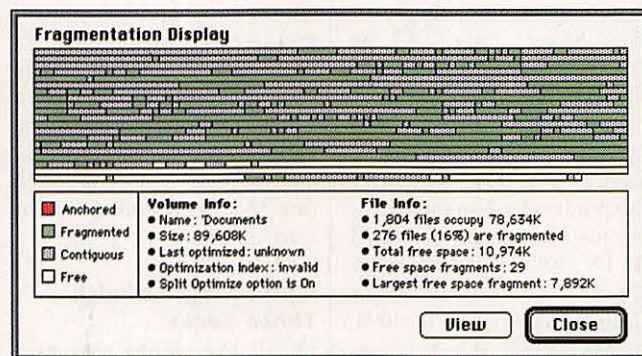 Fragmentation Display
Anchored
Fragmented
Contiguous
Free
Volume Info:
● Name: 'Documents
● Size: 89,608K
● Last optimized: unknown
● Optimization Index: invalid
● Split Optimize option is On
File Info:
● 1,804 files occupy 78,634K
● 276 files (16%) are fragmented
● Total free space: 10,974K
● Free space fragments: 29
● Largest free space fragment: 7,892K
View
Close